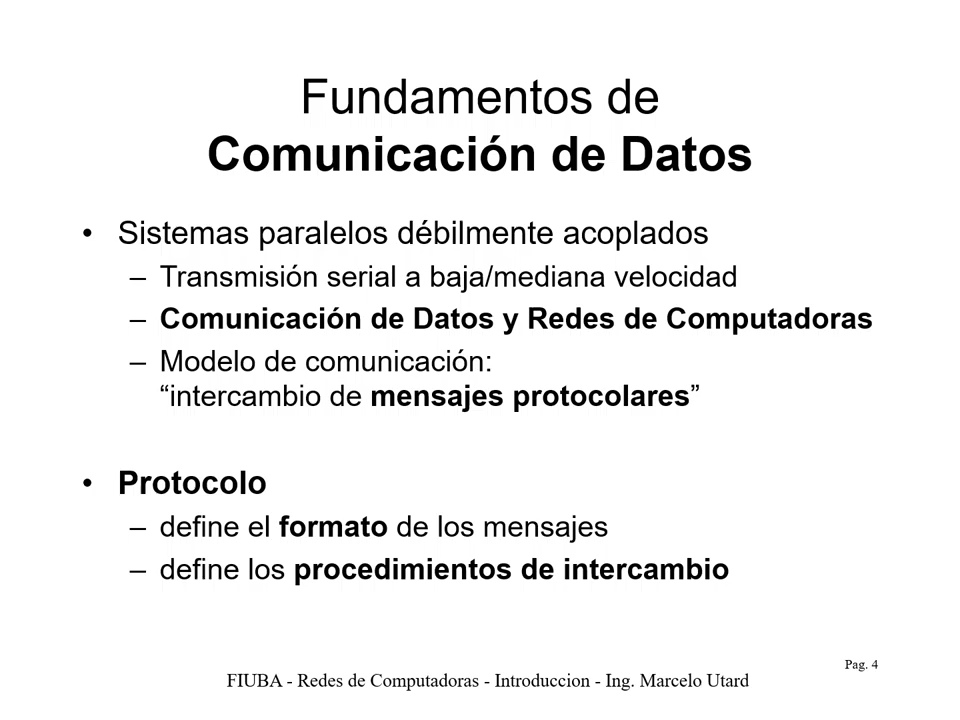 Fundamentos de
Comunicación de Datos
• Sistemas paralelos débilmente acoplados
– Transmisión serial a baja/mediana velocidad
– Comunicación de Datos y Redes de Computadoras
– Modelo de comunicación:
“intercambio de mensajes protocolares”
• Protocolo
– define el formato de los mensajes
– define los procedimientos de intercambio
Pag. 4
FIUBA - Redes de Computadoras - Introduccion - Ing. Marcelo Utard